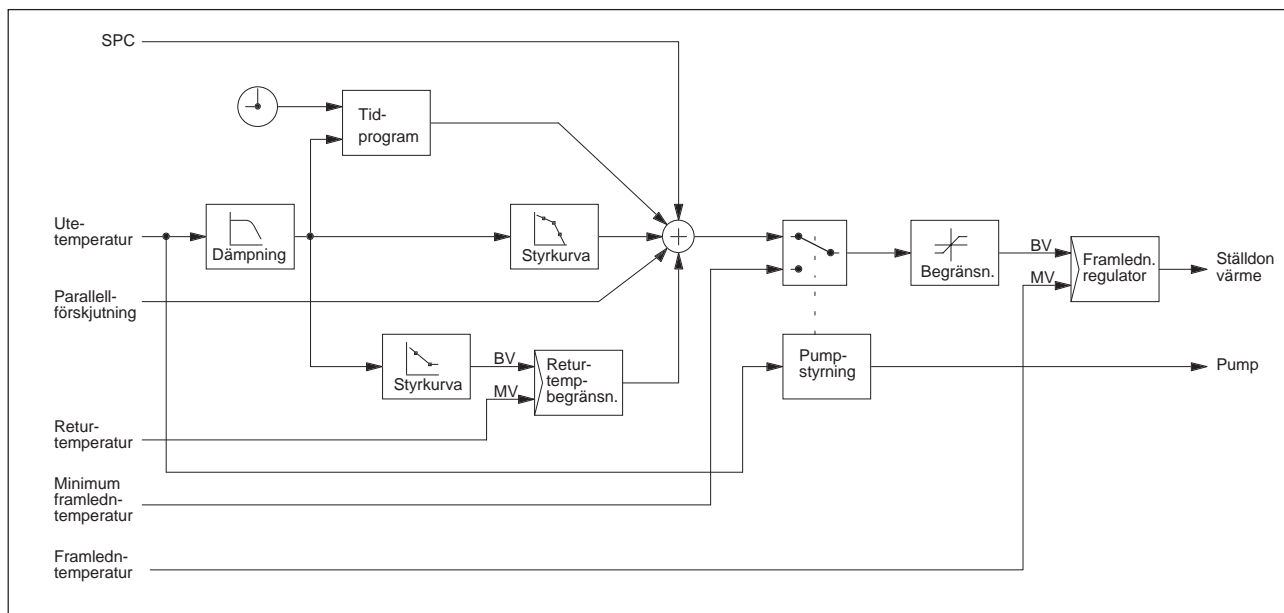 SPC
Tid-
program
Ute-
temperatur
Dämpning
Styrkurva
Begränsn.
BV
MV
Framledn.
regulator
Ställdon
värme
Parallell-
förskjutning
Styrkurva
BV
MV
Retur-
temp-
begränsn.
Pump-
styrning
Pump
Retur-
temperatur
Minimum
framledn-
temperatur
Framledn-
temperatur